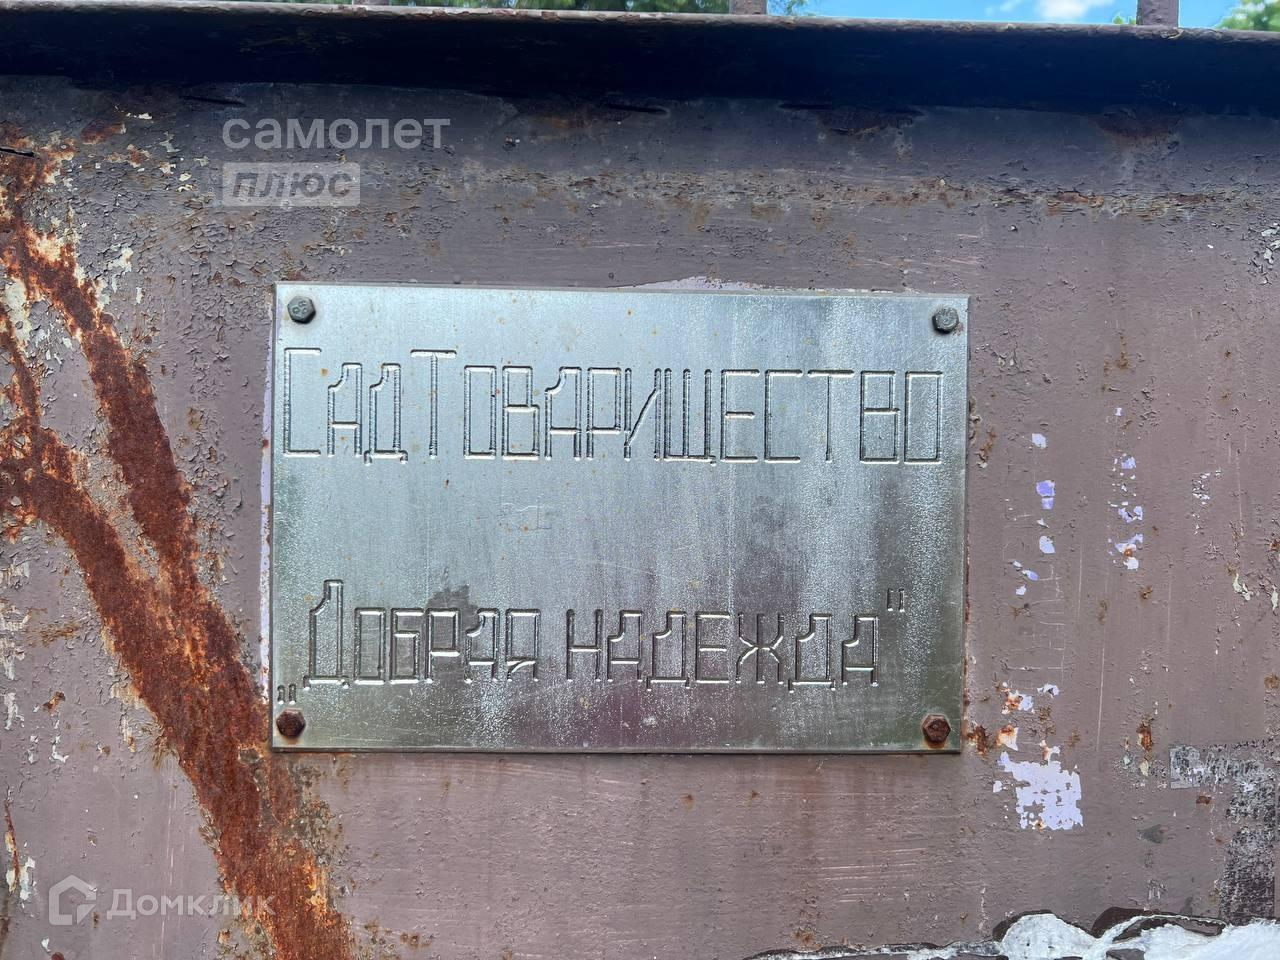 самолет
плюс
СадТоварищество
„Добрая надежда"
Домклик